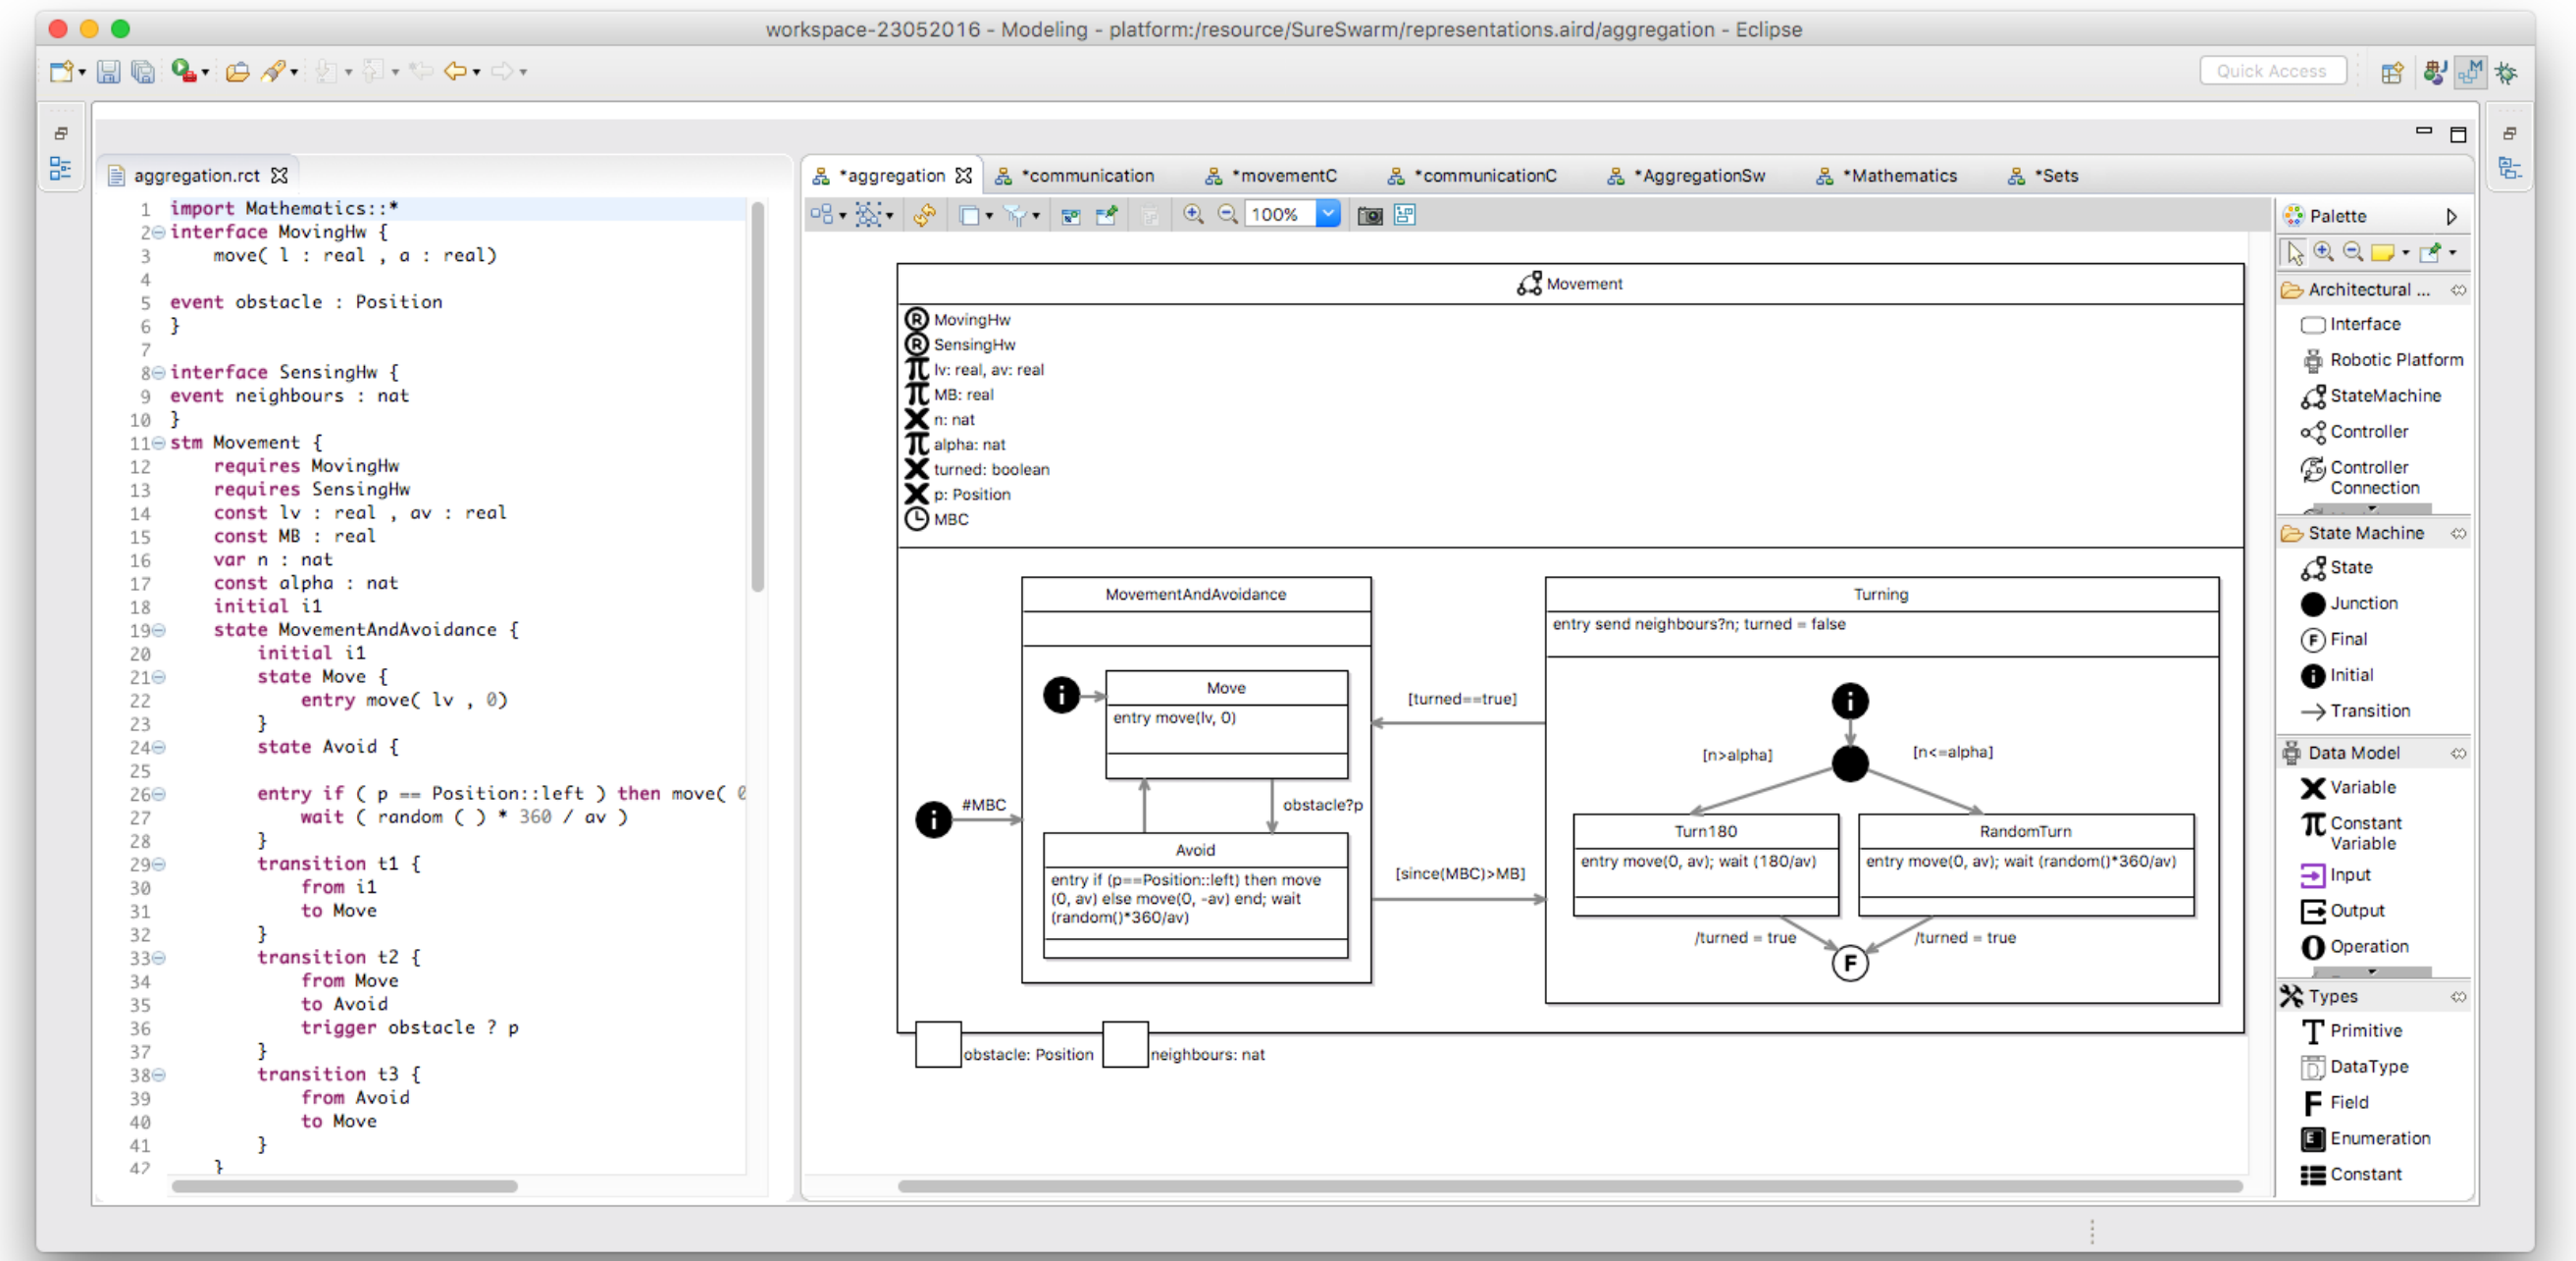 workspace-23052016 - Modeling - platform:/resource/SureSwarm/representations.aird/aggregation - Eclipse
Quick Access
aggregation.rct
1 import Mathematics::*
2 interface MovingHw {
3 move( l : real , a : real)
4
5 event obstacle : Position
6 }
7
8 interface SensingHw {
9 event neighbours : nat
10 }
11 stm Movement {
12 requires MovingHw
13 requires SensingHw
14 const lv : real , av : real
15 const MB : real
16 var n : nat
17 const alpha : nat
18 initial i1
19 state MovementAndAvoidance {
20 initial i1
21 state Move {
22 entry move( lv , 0)
23 }
24 state Avoid {
25
26 entry if ( p == Position::left ) then move( 0
27 wait ( random ( ) * 360 / av )
28 }
29 transition t1 {
30 from i1
31 to Move
32 }
33 transition t2 {
34 from Move
35 to Avoid
36 trigger obstacle ? p
37 }
38 transition t3 {
39 from Avoid
40 to Move
41 }
42 }
*aggregation *communication *movementC *communicationC *AggregationSw *Mathematics *Sets
100%
Movement
R MovingHw
R SensingHw
π lv: real, av: real
π MB: real
X n: nat
π alpha: nat
X turned: boolean
X p: Position
MBC
MovementAndAvoidance
i
Move
entry move(lv, 0)
i
#MBC
obstacle?p
Avoid
entry if (p==Position::left) then move
(0, av) else move(0, -av) end; wait
(random()*360/av)
[turned==true]
[since(MBC)>MB]
Turning
entry send neighbours?n; turned = false
i
[n>alpha]
[n<=alpha]
Turn180
entry move(0, av); wait (180/av)
RandomTurn
entry move(0, av); wait (random()*360/av)
/turned = true
/turned = true
F
obstacle: Position
neighbours: nat
Palette
Architectural ...
Interface
Robotic Platform
StateMachine
Controller
Controller
Connection
State Machine
State
Junction
F Final
i Initial
Transition
Data Model
X Variable
π Constant
Variable
Input
Output
O Operation
Types
T Primitive
D DataType
F Field
E Enumeration
Constant